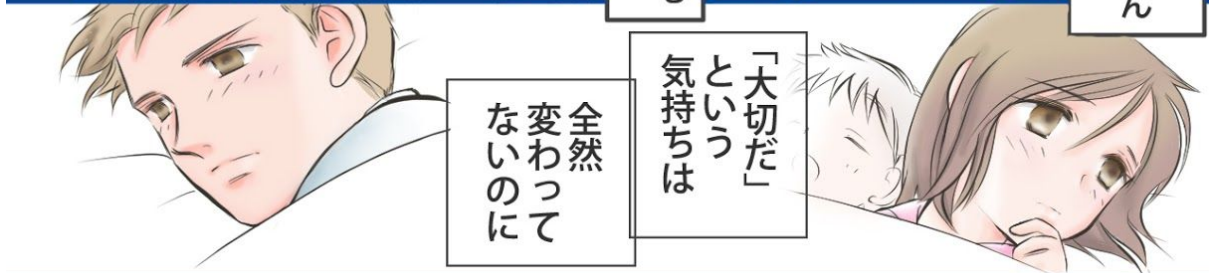 ん
「大切だ」
という
気持ちは
全然
変わって
ないのに